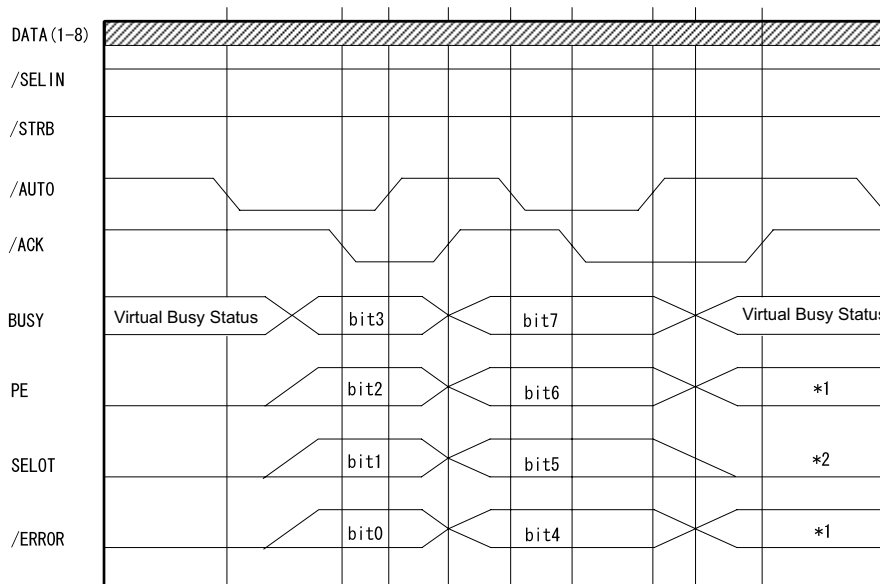 DATA(1-8)
/SELIN
/STRB
/AUTO
/ACK
BUSY Virtual Busy Status bit3 bit7 Virtual Busy Status
PE bit2 bit6 *1
SELOT bit1 bit5 *2
/ERROR bit0 bit4 *1